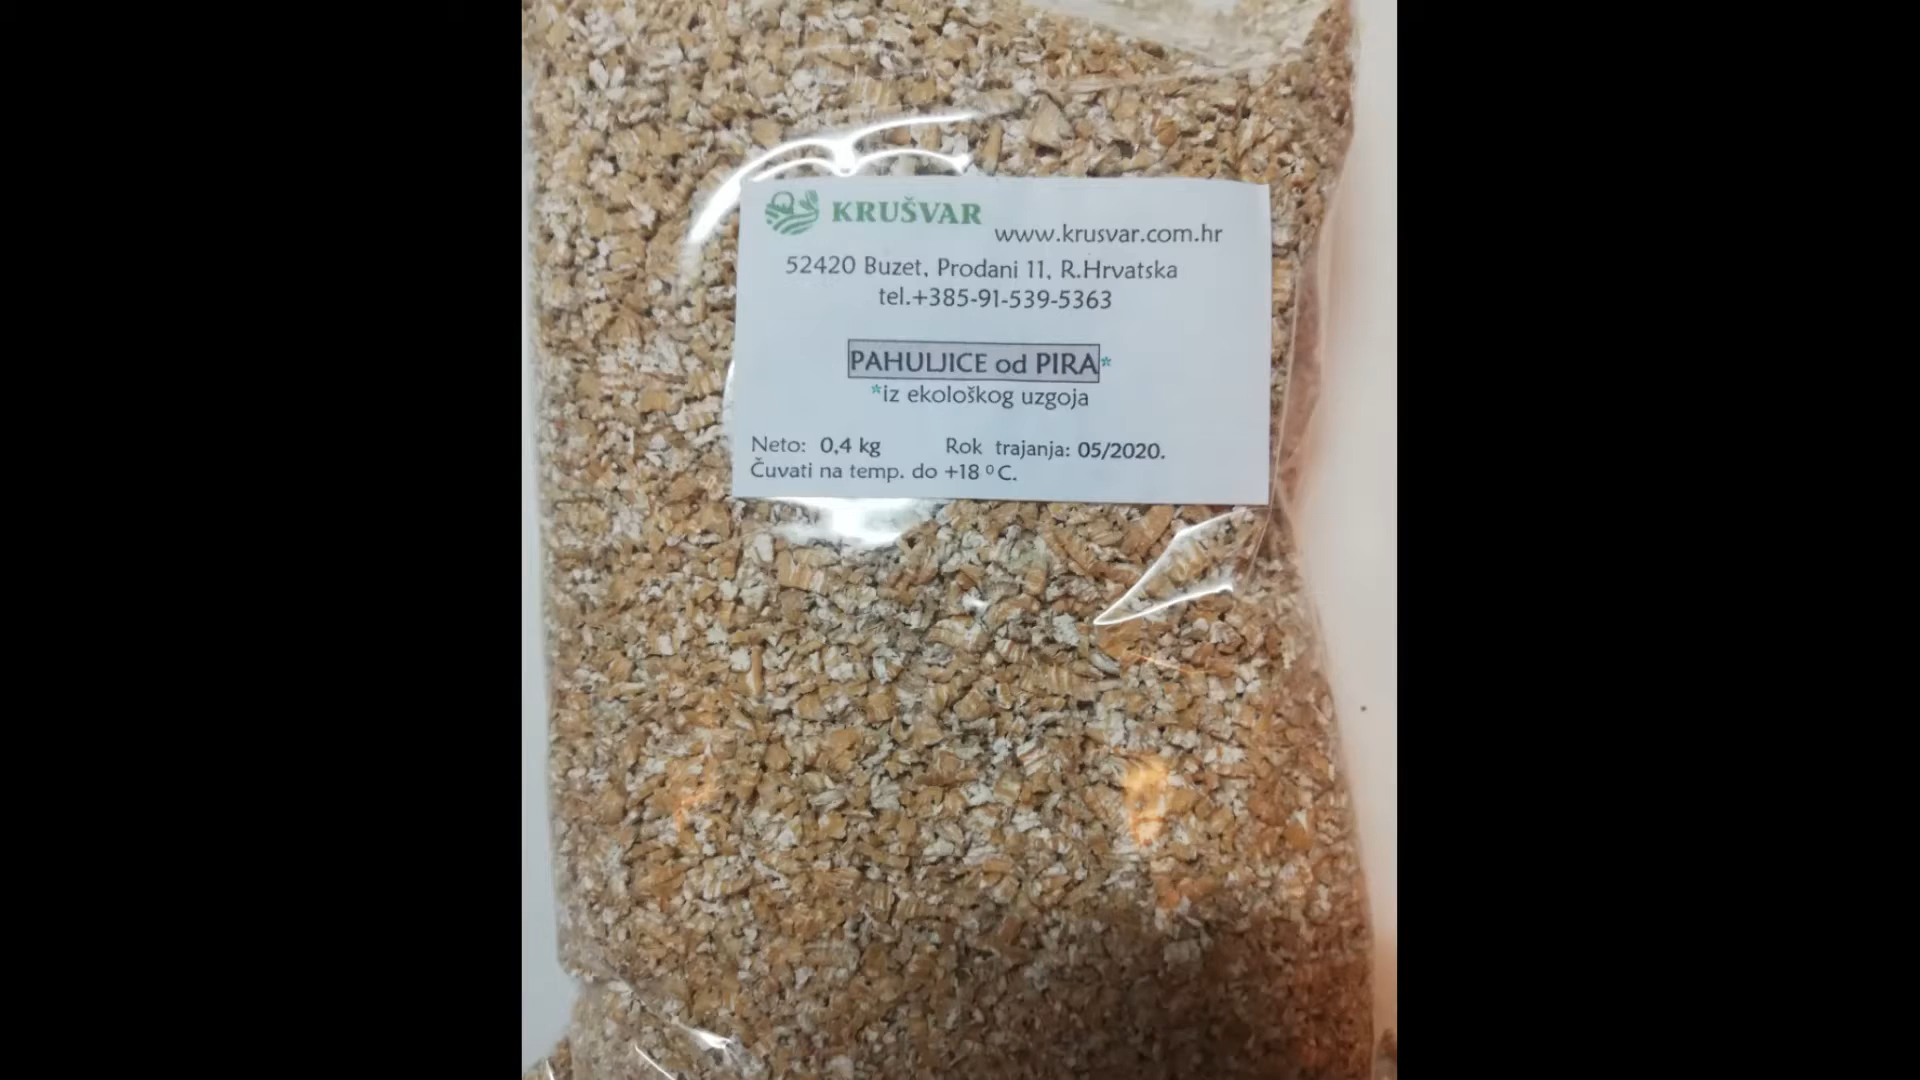 KRUŠVAR www.krusvar.com.hr
52420 Buzet, Prodani 11, R.Hrvatska
tel.+385-91-539-5363
PAHULJICE od PIRA*
*iz ekološkog uzgoja
Neto: 0,4 kg Rok trajanja: 05/2020.
Čuvati na temp. do +18 ºC.